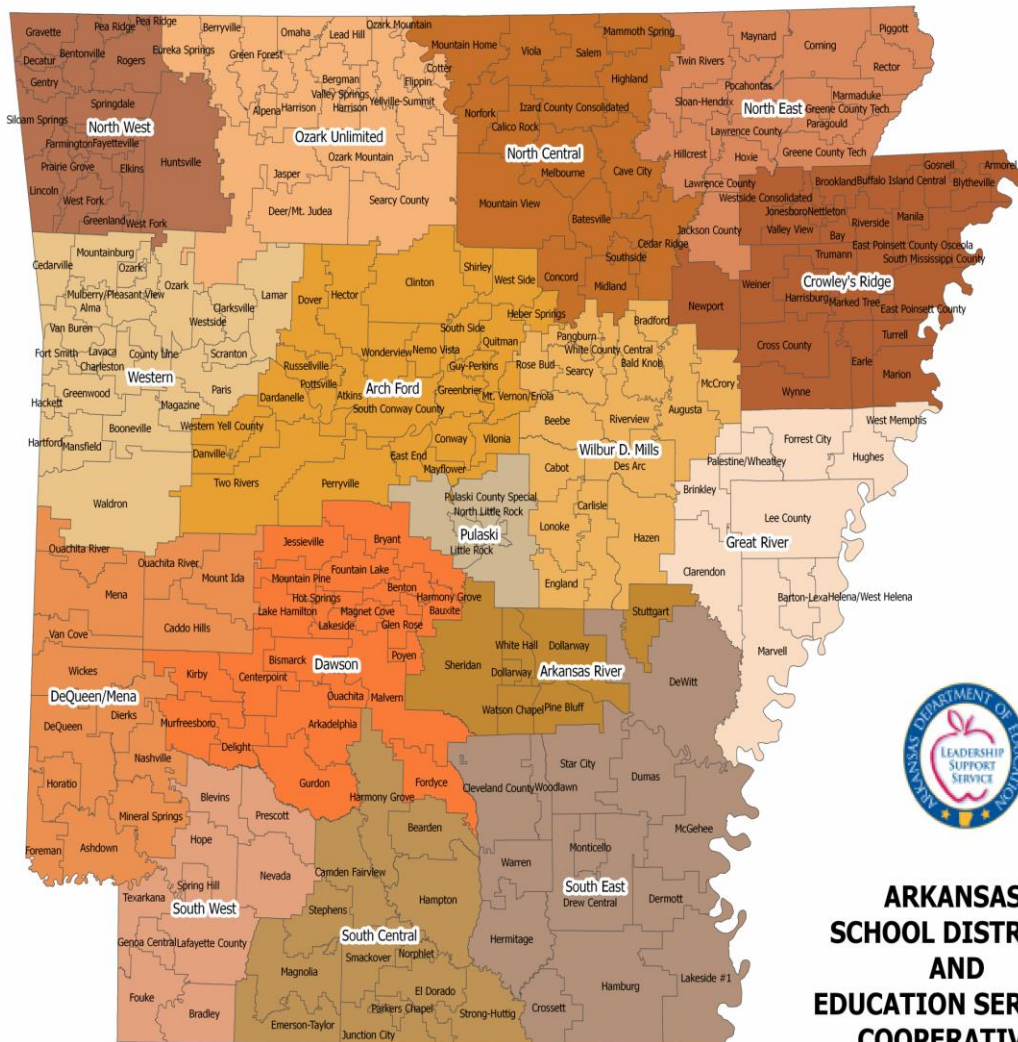 Gravette
Pea Ridge
Pea Ridge
Decatur
Bentonville
Rogers
Gentry
Springdale
Siloam Springs
North West
Farmington
Fayetteville
Huntsville
Prairie Grove
Elkins
Lincoln
West Fork
Greenland
West Fork
Berryville
Omaha
Lead Hill
Ozark Mountain
Eureka Springs
Green Forest
Cotter
Bergman
Flippin
Valley Springs
Alpena
Harrison
Harrison
Yellville-Summit
Ozark Unlimited
Ozark Mountain
Jasper
Deer/Mt. Judea
Searcy County
Mountain Home
Viola
Salem
Mammoth Spring
Highland
Norfork
Izard County Consolidated
Calico Rock
North Central
Melbourne
Cave City
Mountain View
Batesville
Cedar Ridge
Southside
Concord
Midland
Maynard
Corning
Piggott
Twin Rivers
Rector
Pocahontas
Sloan-Hendrix
Marmaduke
North East
Greene County Tech
Paragould
Lawrence County
Hillcrest
Hoxie
Greene County Tech
Lawrence County
Jackson County
Gosnell
Armorel
Westside Consolidated
Brookland
Buffalo Island Central
Blytheville
Jonesboro
Nettleton
Riverside
Manila
Valley View
Bay
East Poinsett County
Osceola
Trumann
South Mississippi County
Weiner
Crowley's Ridge
Newport
Harrisburg
Marked Tree
East Poinsett County
Cross County
Turrell
Earle
Marion
Wynne
Mountainburg
Cedarville
Ozark
Ozark
Lamar
Mulberry/Pleasant View
Alma
Clarksville
Westside
Van Buren
Fort Smith
Lavaca
County Line
Scranton
Charleston
Western
Greenwood
Paris
Hackett
Magazine
Booneville
Hartford
Mansfield
Waldron
Clinton
Shirley
West Side
Hector
Dover
Heber Springs
South Side
Quitman
Wonderview
Nemo Vista
Russellville
Guy-Perkins
Pottsville
Arch Ford
Dardanelle
Atkins
Greenbrier
Mt. Vernon/Enola
South Conway County
Western Yell County
Conway
Vilonia
Danville
East End
Mayflower
Two Rivers
Perryville
Bradford
Pangburn
White County Central
Rose Bud
Searcy
Bald Knob
McCrory
Augusta
Beebe
Riverview
Wilbur D. Mills
Cabot
Des Arc
Carlisle
Lonoke
Hazen
England
Pulaski County Special
North Little Rock
Pulaski
Little Rock
West Memphis
Forrest City
Hughes
Palestine/Wheatley
Brinkley
Lee County
Great River
Clarendon
Barton-Lexa
Helena/West Helena
Marvell
Ouachita River
Ouachita River
Mount Ida
Mena
Caddo Hills
Van Cove
Wickes
DeQueen/Mena
Dierks
DeQueen
Nashville
Horatio
Mineral Springs
Foreman
Ashdown
Jessieville
Bryant
Fountain Lake
Mountain Pine
Benton
Hot Springs
Harmony Grove
Lake Hamilton
Magnet Cove
Bauxite
Lakeside
Glen Rose
Bismarck
Dawson
Poyen
Kirby
Centerpoint
Ouachita
Malvern
Murfreesboro
Arkadelphia
Delight
Gurdon
Fordyce
Stuttgart
White Hall
Dollarway
Sheridan
Dollarway
Arkansas River
Watson Chapel
Pine Bluff
DeWitt
Star City
Cleveland County
Woodlawn
Dumas
McGehee
Monticello
Warren
South East
Drew Central
Dermott
Hermitage
Lakeside #1
Hamburg
Crossett
Blevins
Prescott
Hope
Nevada
Spring Hill
Texarkana
South West
Genoa Central
Lafayette County
Fouke
Bradley
Harmony Grove
Bearden
Camden Fairview
Hampton
Stephens
South Central
Smackover
Norphlet
Magnolia
El Dorado
Parkers Chapel
Strong-Huttig
Emerson-Taylor
Junction City
ARKANSAS DEPARTMENT OF EDUCATION
LEADERSHIP
SUPPORT
SERVICE
ARKANSAS
SCHOOL DISTR
AND
EDUCATION SER
COOPERATIV